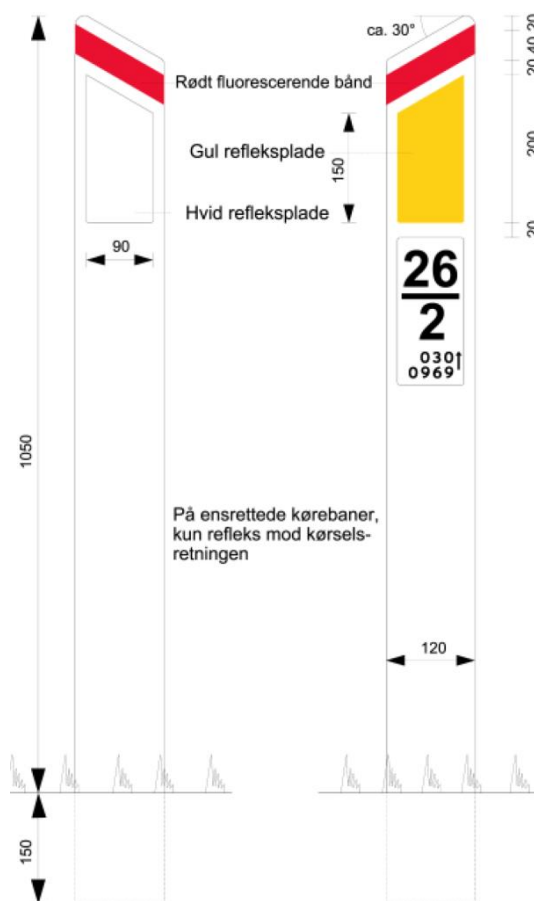 ca. 30°
20
40
20
Rødt fluorescerende bånd
Gul refleksplade
150
200
Hvid refleksplade
20
90
26
2
030↑
0969
1050
På ensrettede kørebaner,
kun refleks mod kørsels-
retningen
120
150